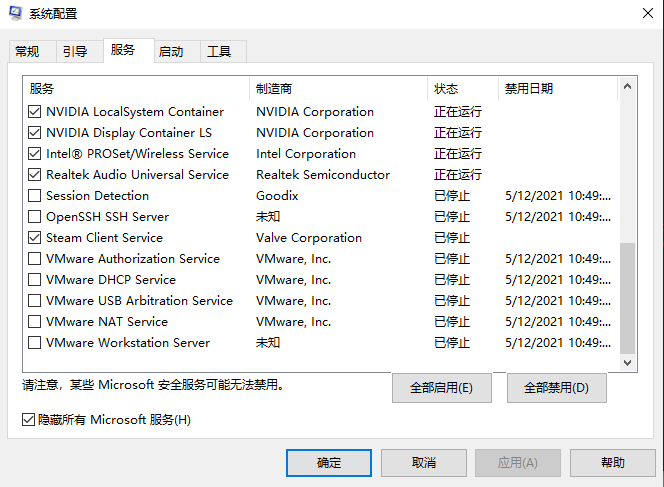 系统配置
常规 引导 服务 启动 工具
服务 制造商 状态 禁用日期
NVIDIA LocalSystem Container NVIDIA Corporation 正在运行
NVIDIA Display Container LS NVIDIA Corporation 正在运行
Intel® PROSet/Wireless Service Intel Corporation 正在运行
Realtek Audio Universal Service Realtek Semiconductor 正在运行
Session Detection Goodix 已停止 5/12/2021 10:49:...
OpenSSH SSH Server 未知 已停止 5/12/2021 10:49:...
Steam Client Service Valve Corporation 已停止
VMware Authorization Service VMware, Inc. 已停止 5/12/2021 10:49:...
VMware DHCP Service VMware, Inc. 已停止 5/12/2021 10:49:...
VMware USB Arbitration Service VMware, Inc. 已停止 5/12/2021 10:49:...
VMware NAT Service VMware, Inc. 已停止 5/12/2021 10:49:...
VMware Workstation Server 未知 已停止 5/12/2021 10:49:...
请注意，某些 Microsoft 安全服务可能无法禁用。
全部启用(E) 全部禁用(D)
隐藏所有 Microsoft 服务(H)
确定 取消 应用(A) 帮助